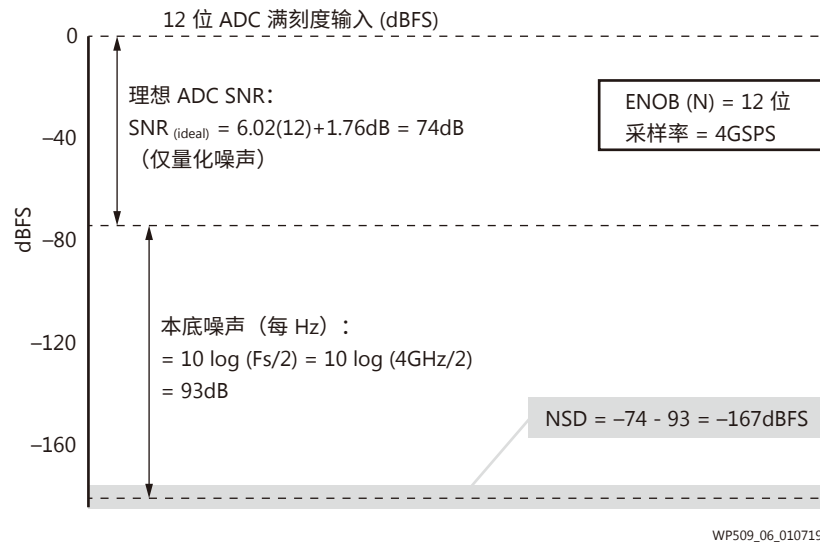 12 位 ADC 满刻度输入 (dBFS)
0
理想 ADC SNR：
SNR (ideal) = 6.02(12)+1.76dB = 74dB
（仅量化噪声）
ENOB (N) = 12 位
采样率 = 4GSPS
–40
dBFS
–80
本底噪声（每 Hz）：
= 10 log (Fs/2) = 10 log (4GHz/2)
= 93dB
–120
NSD = –74 - 93 = –167dBFS
–160
WP509_06_010719